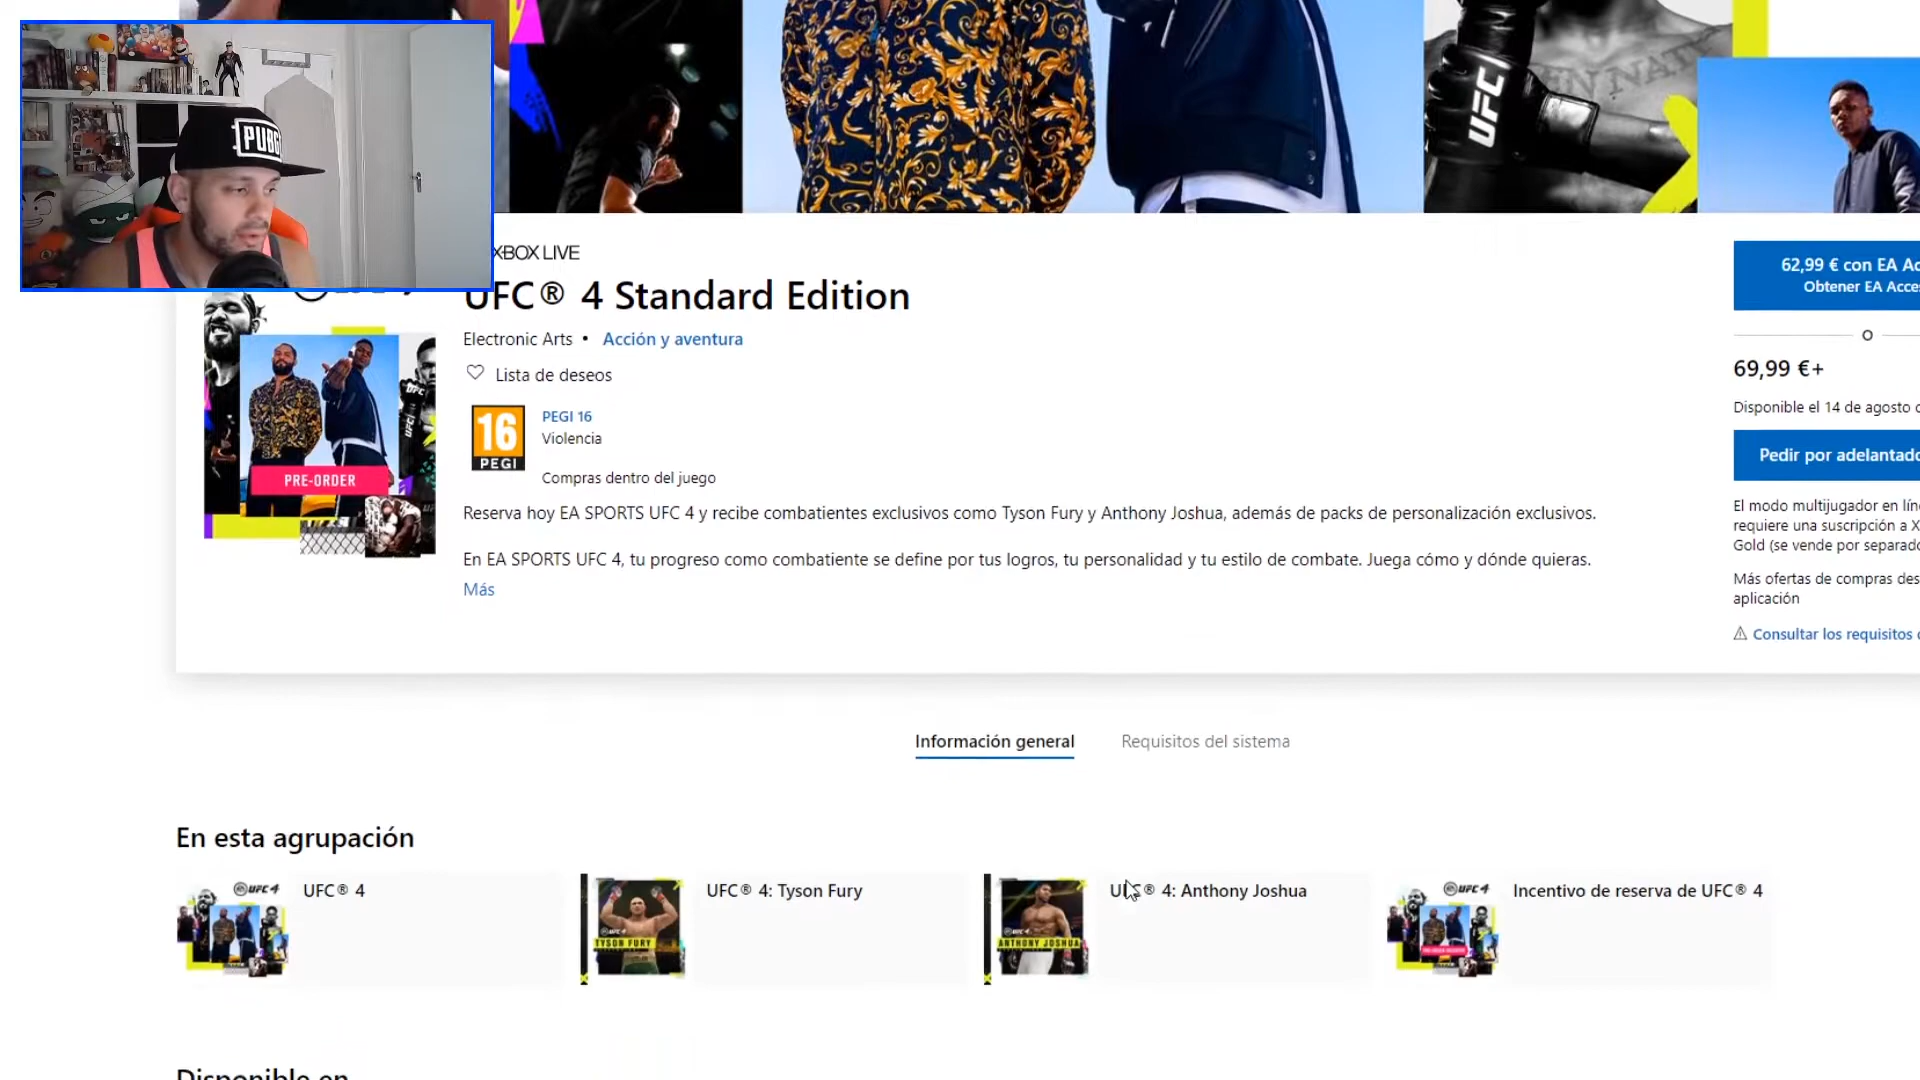 PUBG
UFC
XBOX LIVE
UFC® 4 Standard Edition
Electronic Arts • Acción y aventura
Lista de deseos
16
PEGI
PEGI 16
Violencia
Compras dentro del juego
PRE-ORDER
Reserva hoy EA SPORTS UFC 4 y recibe combatientes exclusivos como Tyson Fury y Anthony Joshua, además de packs de personalización exclusivos.
En EA SPORTS UFC 4, tu progreso como combatiente se define por tus logros, tu personalidad y tu estilo de combate. Juega cómo y dónde quieras.
Más
62,99 € con EA Ac
Obtener EA Acce
o
69,99 €+
Disponible el 14 de agosto
Pedir por adelantado
El modo multijugador en líne
requiere una suscripción a X
Gold (se vende por separado
Más ofertas de compras des
aplicación
Consultar los requisitos
Información general
Requisitos del sistema
En esta agrupación
UFC 4
UFC® 4
TYSON FURY
UFC® 4: Tyson Fury
ANTHONY JOSHUA
UFC® 4: Anthony Joshua
UFC 4
Incentivo de reserva de UFC® 4
Disponible en